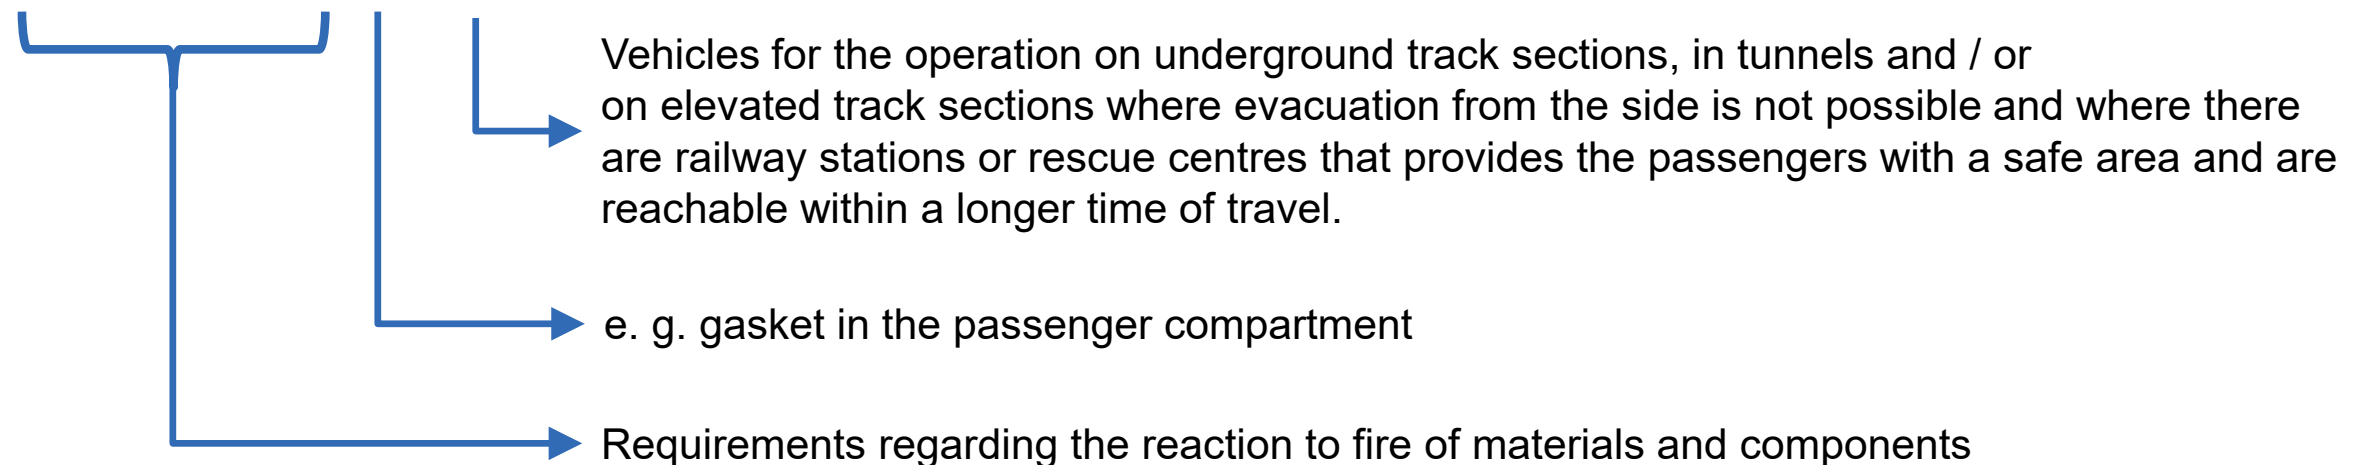 Vehicles for the operation on underground track sections, in tunnels and / or
on elevated track sections where evacuation from the side is not possible and where there
are railway stations or rescue centres that provides the passengers with a safe area and are
reachable within a longer time of travel.
e. g. gasket in the passenger compartment
Requirements regarding the reaction to fire of materials and components